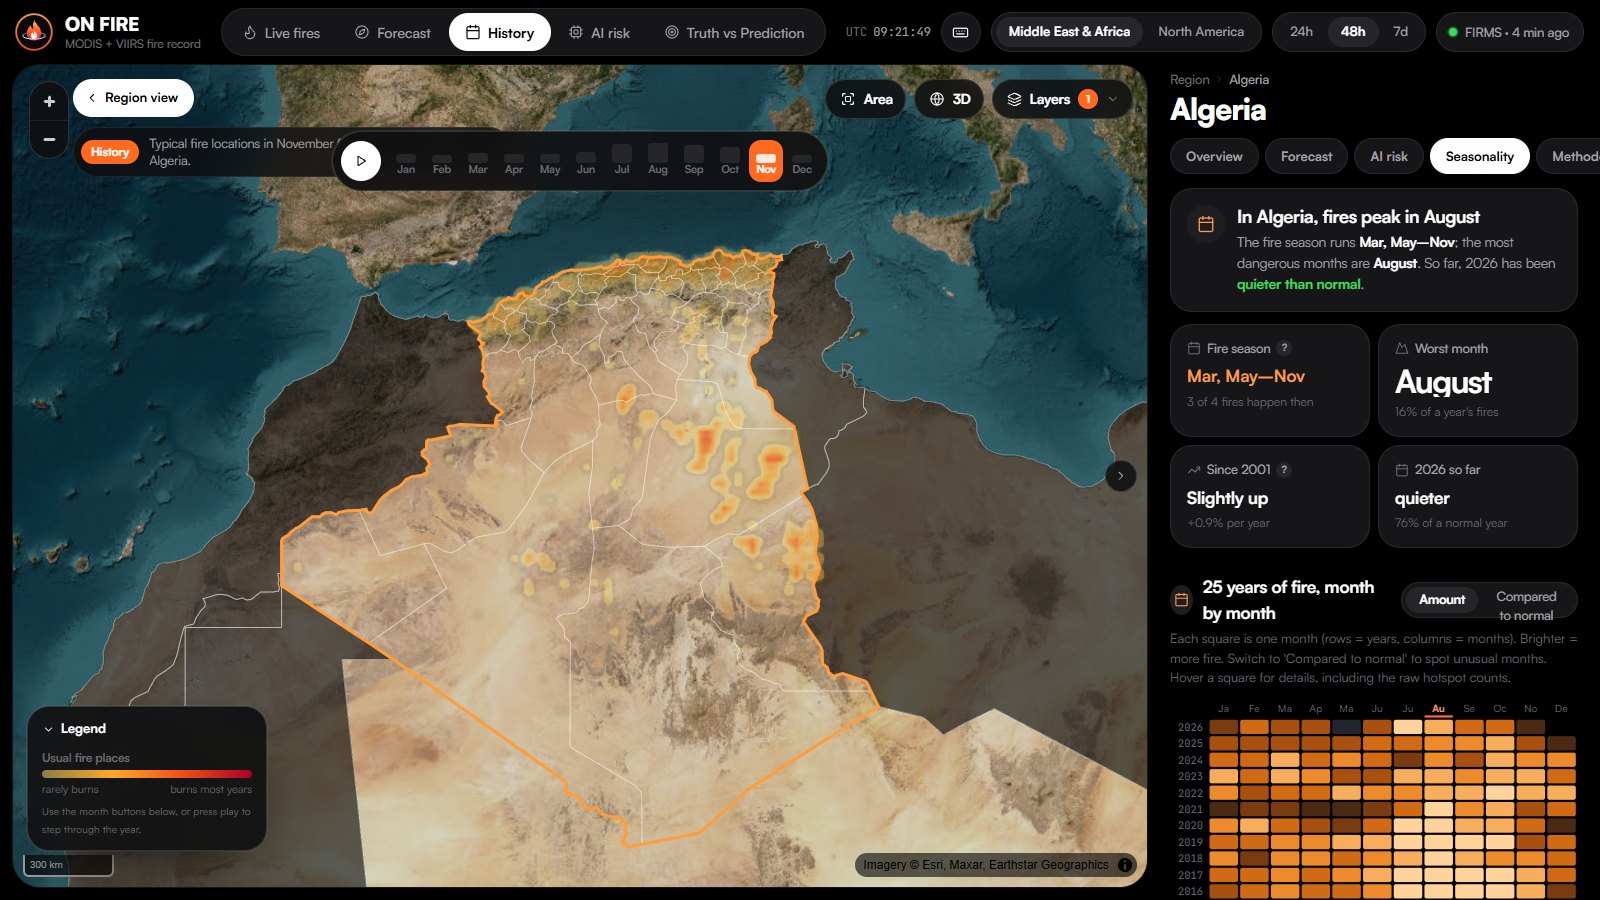 ON FIRE
MODIS + VIIRS fire record
Live fires
Forecast
History
AI risk
Truth vs Prediction
UTC 09:21:49
Middle East & Africa
North America
24h
48h
7d
FIRMS · 4 min ago
Region view
Area
3D
Layers 1
History
Typical fire locations in November
Algeria.
Jan Feb Mar Apr May Jun Jul Aug Sep Oct Nov Dec
Legend
Usual fire places
rarely burns
burns most years
Use the month buttons below, or press play to
step through the year.
300 km
Imagery © Esri, Maxar, Earthstar Geographics
Region > Algeria
Algeria
Overview
Forecast
AI risk
Seasonality
In Algeria, fires peak in August
The fire season runs Mar, May—Nov; the most
dangerous months are August. So far, 2026 has been
quieter than normal.
Fire season ?
Mar, May—Nov
3 of 4 fires happen then
Worst month
August
16% of a year's fires
Since 2001 ?
Slightly up
+0.9% per year
2026 so far
quieter
76% of a normal year
25 years of fire, month
by month
Amount
Compared
to normal
Each square is one month (rows = years, columns = months). Brighter =
more fire. Switch to 'Compared to normal' to spot unusual months.
Hover a square for details, including the raw hotspot counts.
Ja Fe Ma Ap Ma Ju Ju Au Se Oc No De
2026
2025
2024
2023
2022
2021
2020
2019
2018
2017
2016